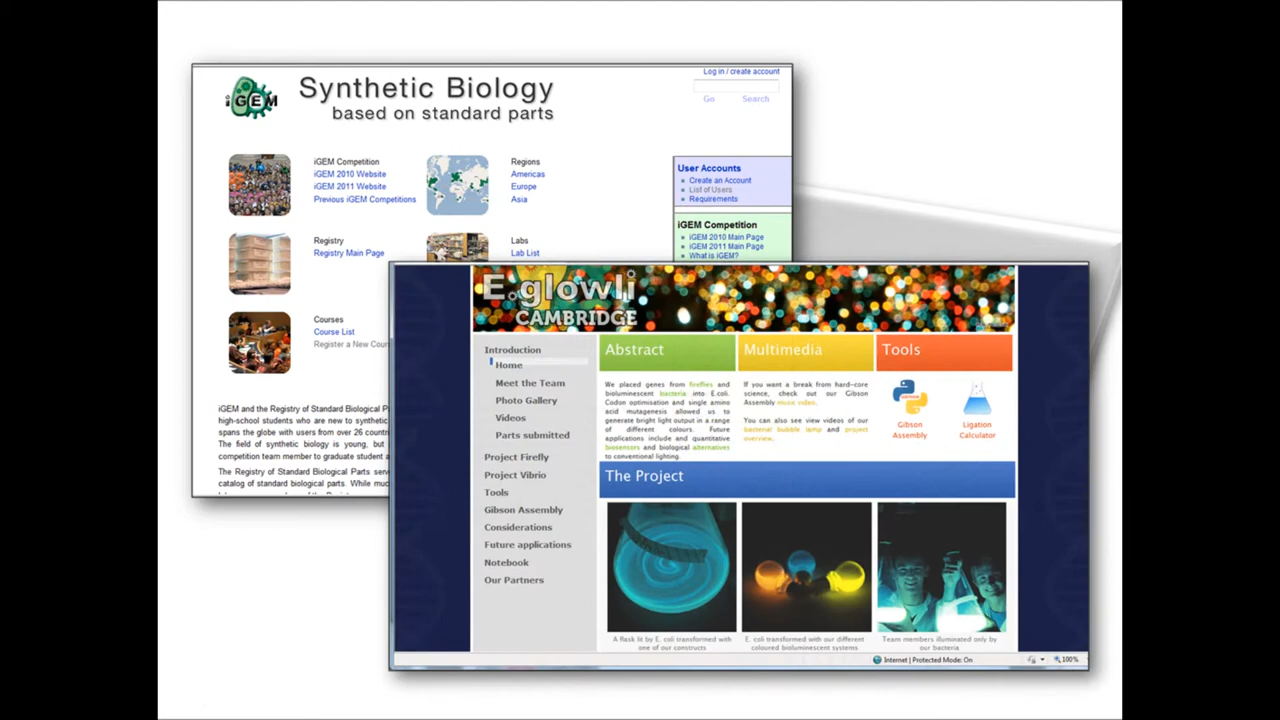 iGEM
Synthetic Biology
based on standard parts
Log in / create account
Go Search
iGEM Competition
iGEM 2010 Website
iGEM 2011 Website
Previous iGEM Competitions
Regions
Americas
Europe
Asia
Registry
Registry Main Page
Labs
Lab List
Courses
Course List
Register a New Cour
User Accounts
Create an Account
List of Users
Requirements
iGEM Competition
iGEM 2010 Main Page
iGEM 2011 Main Page
What is iGEM?
iGEM and the Registry of Standard Biological P
high-school students who are new to synthetic
spans the globe with users from over 26 countri
The field of synthetic biology is young, but
competition team member to graduate student a
The Registry of Standard Biological Parts serv
catalog of standard biological parts. While muc
E.glowli
CAMBRIDGE
Introduction
Home
Meet the Team
Photo Gallery
Videos
Parts submitted
Project Firefly
Project Vibrio
Tools
Gibson Assembly
Considerations
Future applications
Notebook
Our Partners
Abstract
We placed genes from fireflies and
bioluminescent bacteria into E.coli.
Codon optimisation and single amino
acid mutagenesis allowed us to
generate bright light output in a range
of different colours. Future
applications include and quantitative
biosensors and biological alternatives
to conventional lighting.
Multimedia
If you want a break from hard-core
science, check out our Gibson
Assembly music video.
You can also see view videos of our
bacterial bubble lamp and project
overview.
Tools
Gibson
Assembly
Ligation
Calculator
The Project
A flask lit by E. coli transformed with
one of our constructs
E. coli transformed with our different
coloured bioluminescent systems
Team members illuminated only by
our bacteria
Internet | Protected Mode: On
100%